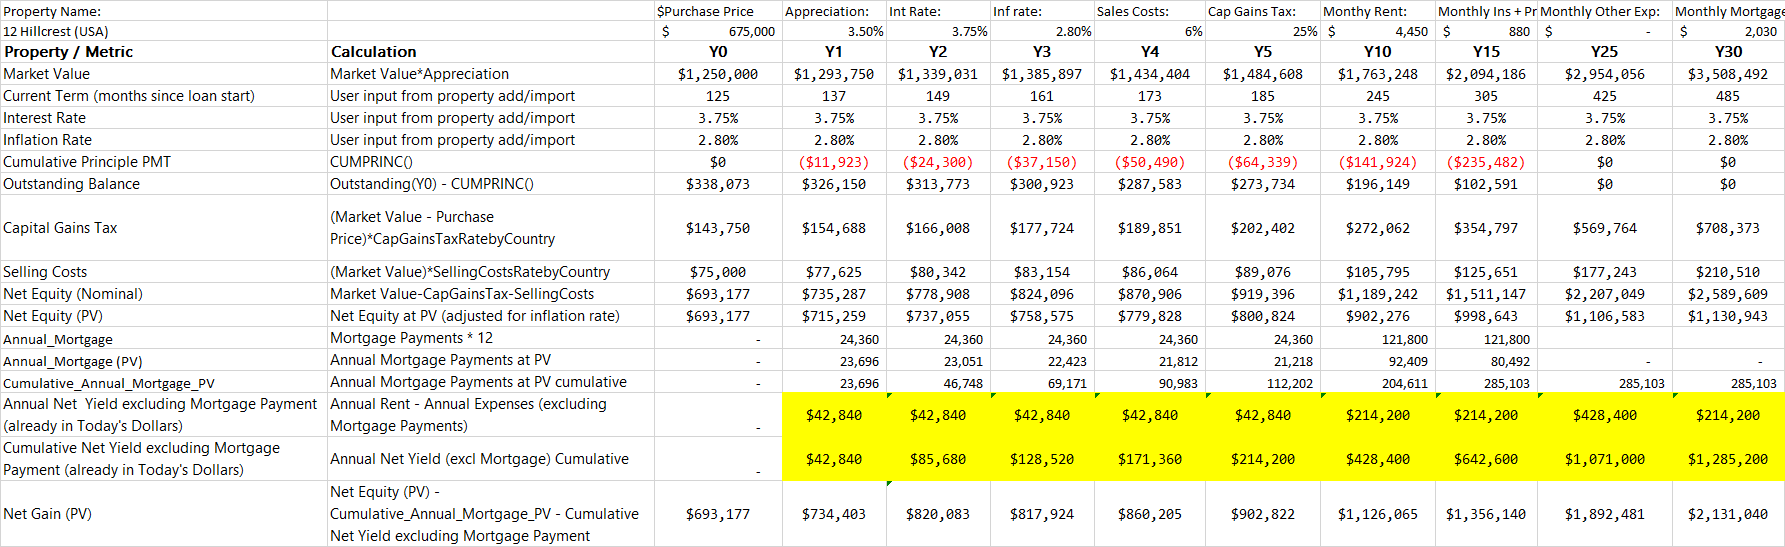 Property Name: $Purchase Price Appreciation: Int Rate: Inf rate: Sales Costs: Cap Gains Tax: Monthy Rent: Monthly Ins + Pr Monthly Other Exp: Monthly Mortgage
12 Hillcrest (USA) $ 675,000 3.50% 3.75% 2.80% 6% 25% $ 4,450 $ 880 $ - $ 2,030
Property / Metric Calculation Y0 Y1 Y2 Y3 Y4 Y5 Y10 Y15 Y25 Y30
Market Value Market Value*Appreciation $1,250,000 $1,293,750 $1,339,031 $1,385,897 $1,434,404 $1,484,608 $1,763,248 $2,094,186 $2,954,056 $3,508,492
Current Term (months since loan start) User input from property add/import 125 137 149 161 173 185 245 305 425 485
Interest Rate User input from property add/import 3.75% 3.75% 3.75% 3.75% 3.75% 3.75% 3.75% 3.75% 3.75% 3.75%
Inflation Rate User input from property add/import 2.80% 2.80% 2.80% 2.80% 2.80% 2.80% 2.80% 2.80% 2.80% 2.80%
Cumulative Principle PMT CUMPRINC() $0 ($11,923) ($24,300) ($37,150) ($50,490) ($64,339) ($141,924) ($235,482) $0 $0
Outstanding Balance Outstanding(Y0) - CUMPRINC() $338,073 $326,150 $313,773 $300,923 $287,583 $273,734 $196,149 $102,591 $0 $0
(Market Value - Purchase
Capital Gains Tax Price)*CapGainsTaxRatebyCountry $143,750 $154,688 $166,008 $177,724 $189,851 $202,402 $272,062 $354,797 $569,764 $708,373
Selling Costs (Market Value)*SellingCostsRatebyCountry $75,000 $77,625 $80,342 $83,154 $86,064 $89,076 $105,795 $125,651 $177,243 $210,510
Net Equity (Nominal) Market Value-CapGainsTax-SellingCosts $693,177 $735,287 $778,908 $824,096 $870,906 $919,396 $1,189,242 $1,511,147 $2,207,049 $2,589,609
Net Equity (PV) Net Equity at PV (adjusted for inflation rate) $693,177 $715,259 $737,055 $758,575 $779,828 $800,824 $902,276 $998,643 $1,106,583 $1,130,943
Annual_Mortgage Mortgage Payments * 12 - 24,360 24,360 24,360 24,360 24,360 121,800 121,800
Annual_Mortgage (PV) Annual Mortgage Payments at PV - 23,696 23,051 22,423 21,812 21,218 92,409 80,492 - -
Cumulative_Annual_Mortgage_PV Annual Mortgage Payments at PV cumulative - 23,696 46,748 69,171 90,983 112,202 204,611 285,103 285,103 285,103
Annual Net Yield excluding Mortgage Payment Annual Rent - Annual Expenses (excluding
(already in Today's Dollars) Mortgage Payments) - $42,840 $42,840 $42,840 $42,840 $42,840 $214,200 $214,200 $428,400 $214,200
Cumulative Net Yield excluding Mortgage
Payment (already in Today's Dollars) Annual Net Yield (excl Mortgage) Cumulative - $42,840 $85,680 $128,520 $171,360 $214,200 $428,400 $642,600 $1,071,000 $1,285,200
Net Equity (PV) -
Net Gain (PV) Cumulative_Annual_Mortgage_PV - Cumulative $693,177 $734,403 $820,083 $817,924 $860,205 $902,822 $1,126,065 $1,356,140 $1,892,481 $2,131,040
Net Yield excluding Mortgage Payment